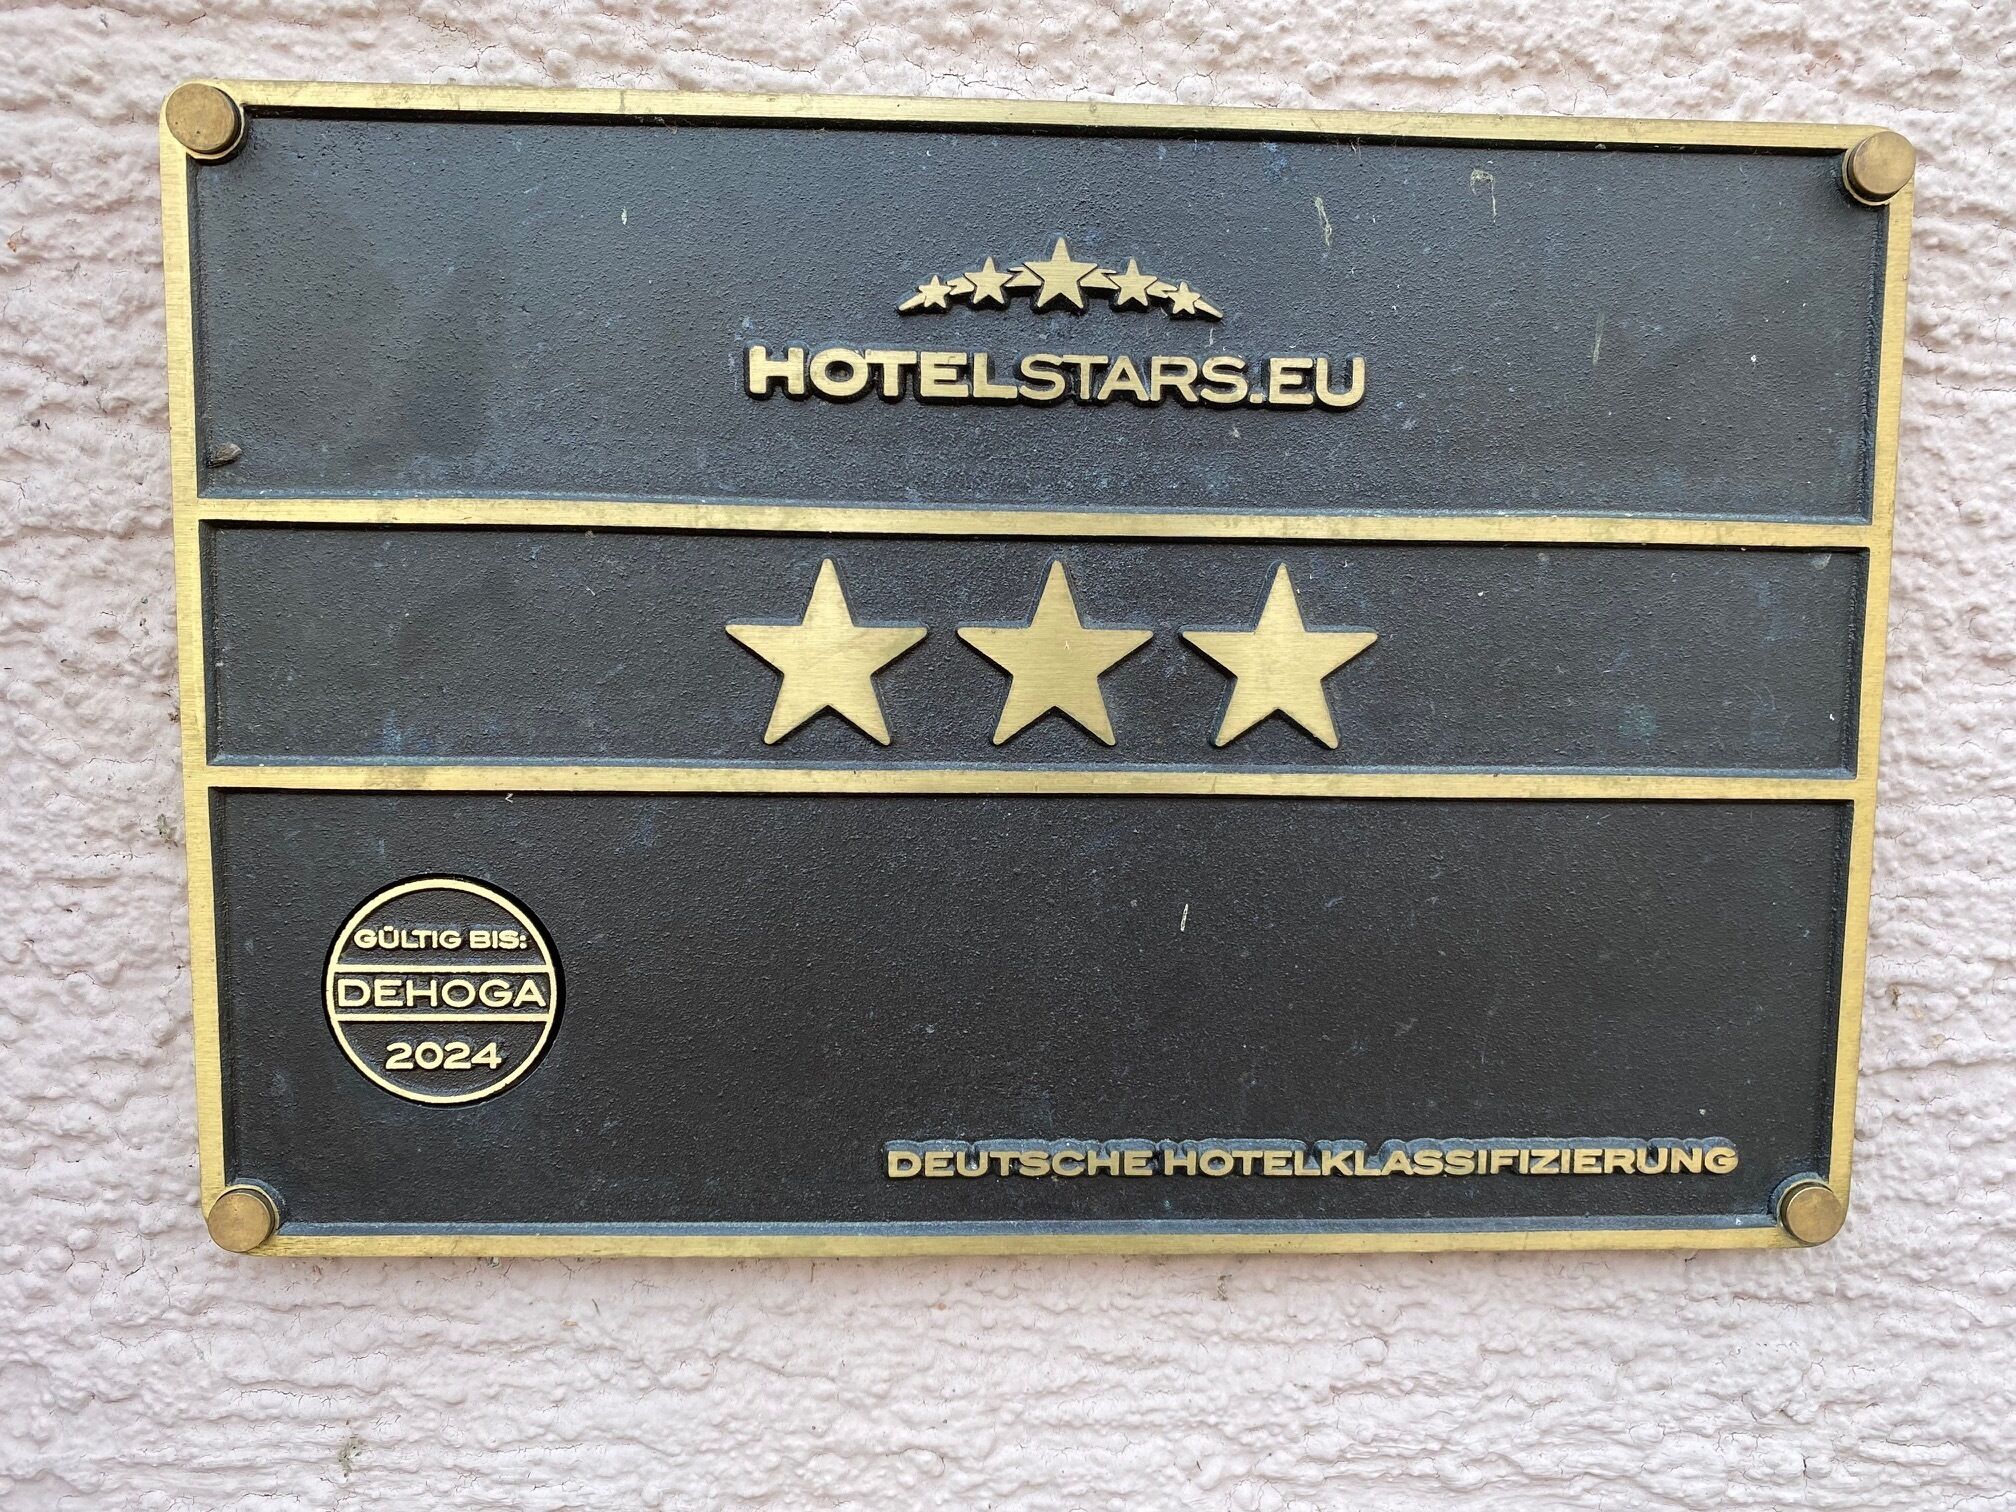 HOTELSTARS.EU
GÜLTIG BIS:
DEHOGA
2024
DEUTSCHE HOTELKLASSIFIZIERUNG